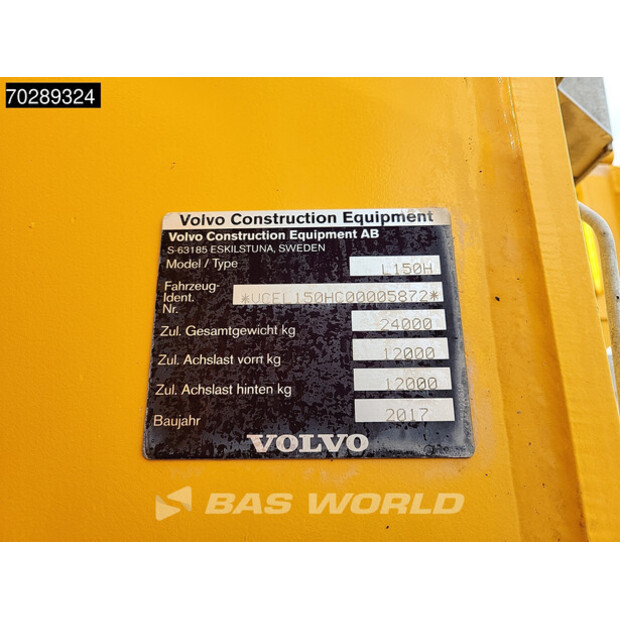 70289324
Volvo Construction Equipment
Volvo Construction Equipment AB
S-63185 ESKILSTUNA, SWEDEN
Model / Type L150H
Fahrzeug-
Ident. *VCEL150HC00005872*
Nr.
Zul. Gesamtgewicht kg 24000
Zul. Achslast vorn kg 12000
Zul. Achslast hinten kg 12000
Baujahr 2017
VOLVO
BAS WORLD